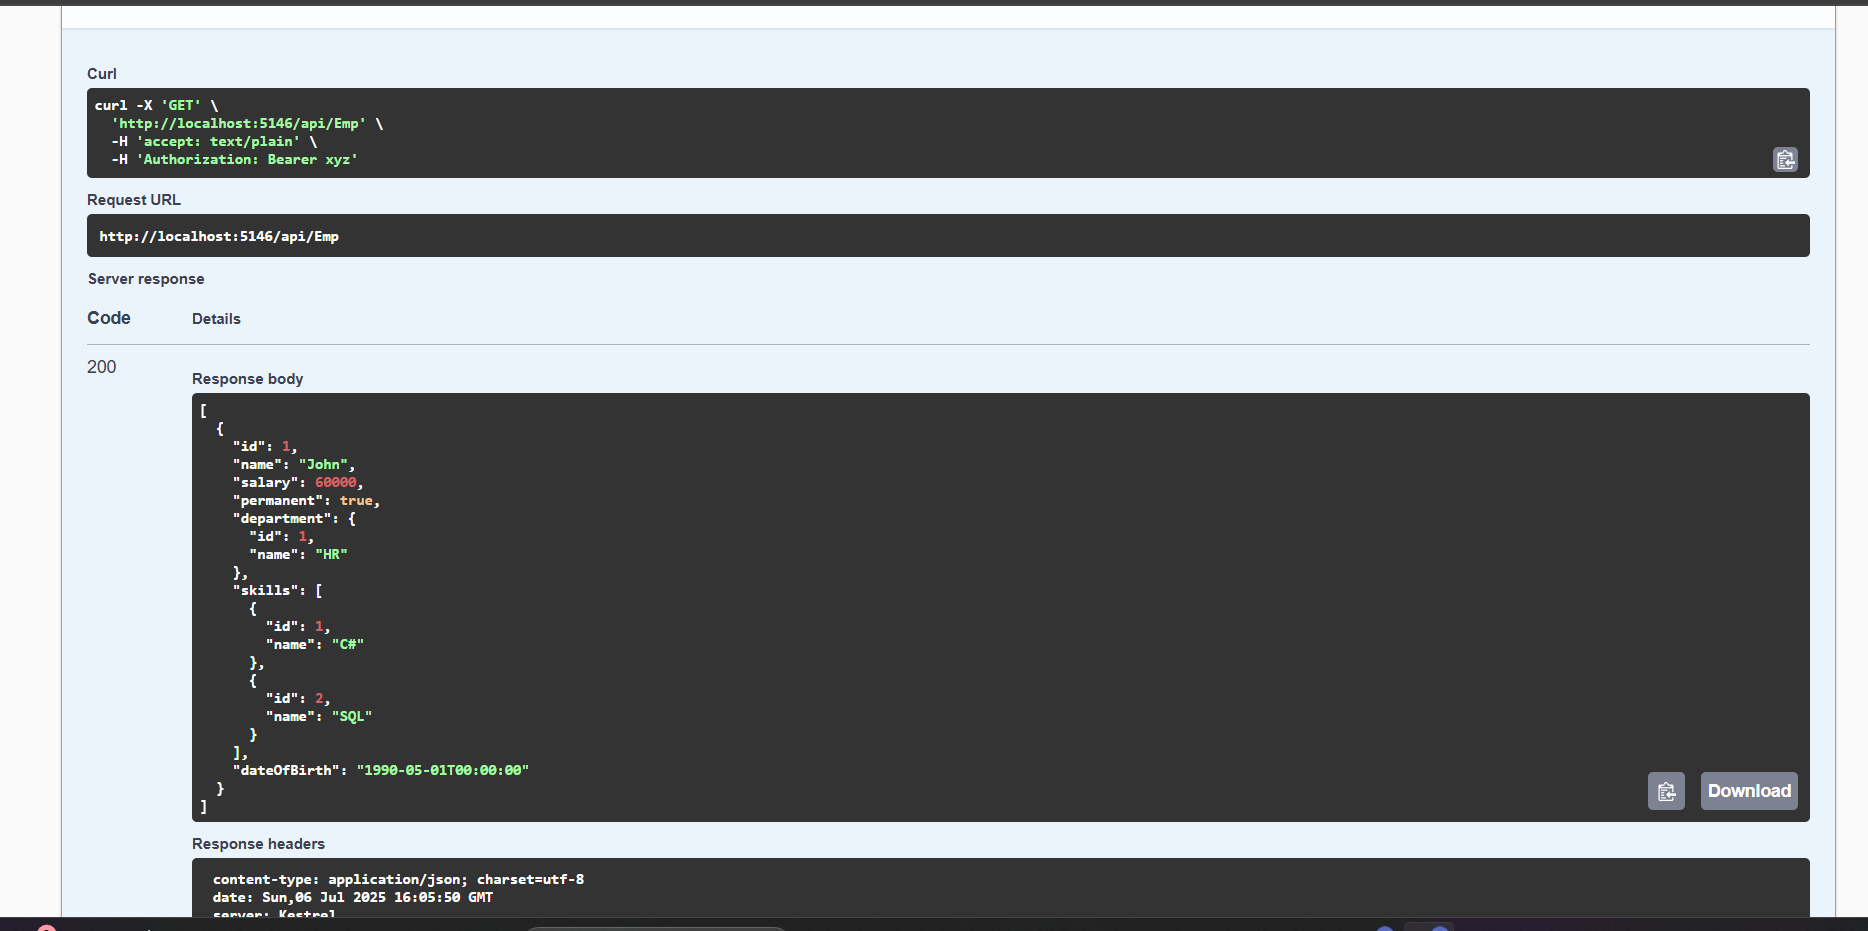 Curl
curl -X 'GET' \
  'http://localhost:5146/api/Emp' \
  -H 'accept: text/plain' \
  -H 'Authorization: Bearer xyz'
Request URL
http://localhost:5146/api/Emp
Server response
Code Details
200
Response body
[
  {
    "id": 1,
    "name": "John",
    "salary": 60000,
    "permanent": true,
    "department": {
      "id": 1,
      "name": "HR"
    },
    "skills": [
      {
        "id": 1,
        "name": "C#"
      },
      {
        "id": 2,
        "name": "SQL"
      }
    ],
    "dateOfBirth": "1990-05-01T00:00:00"
  }
]
Download
Response headers
content-type: application/json; charset=utf-8
date: Sun,06 Jul 2025 16:05:50 GMT
server: Kestrel